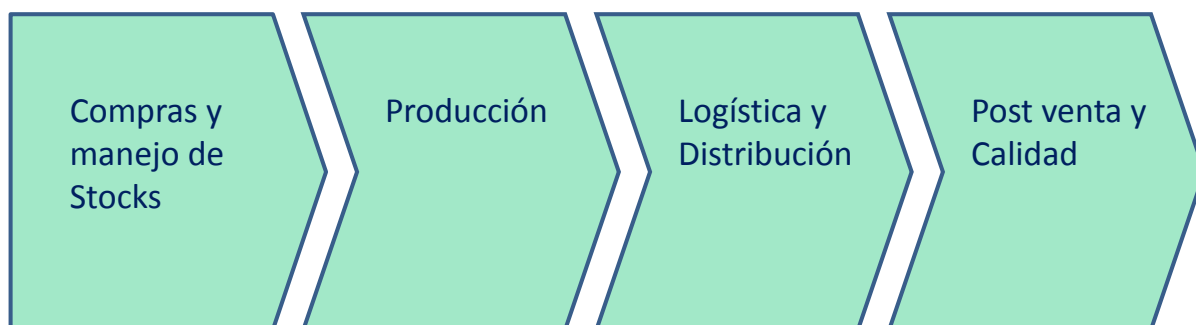 Compras y
manejo de
Stocks
Producción
Logística y
Distribución
Post venta y
Calidad